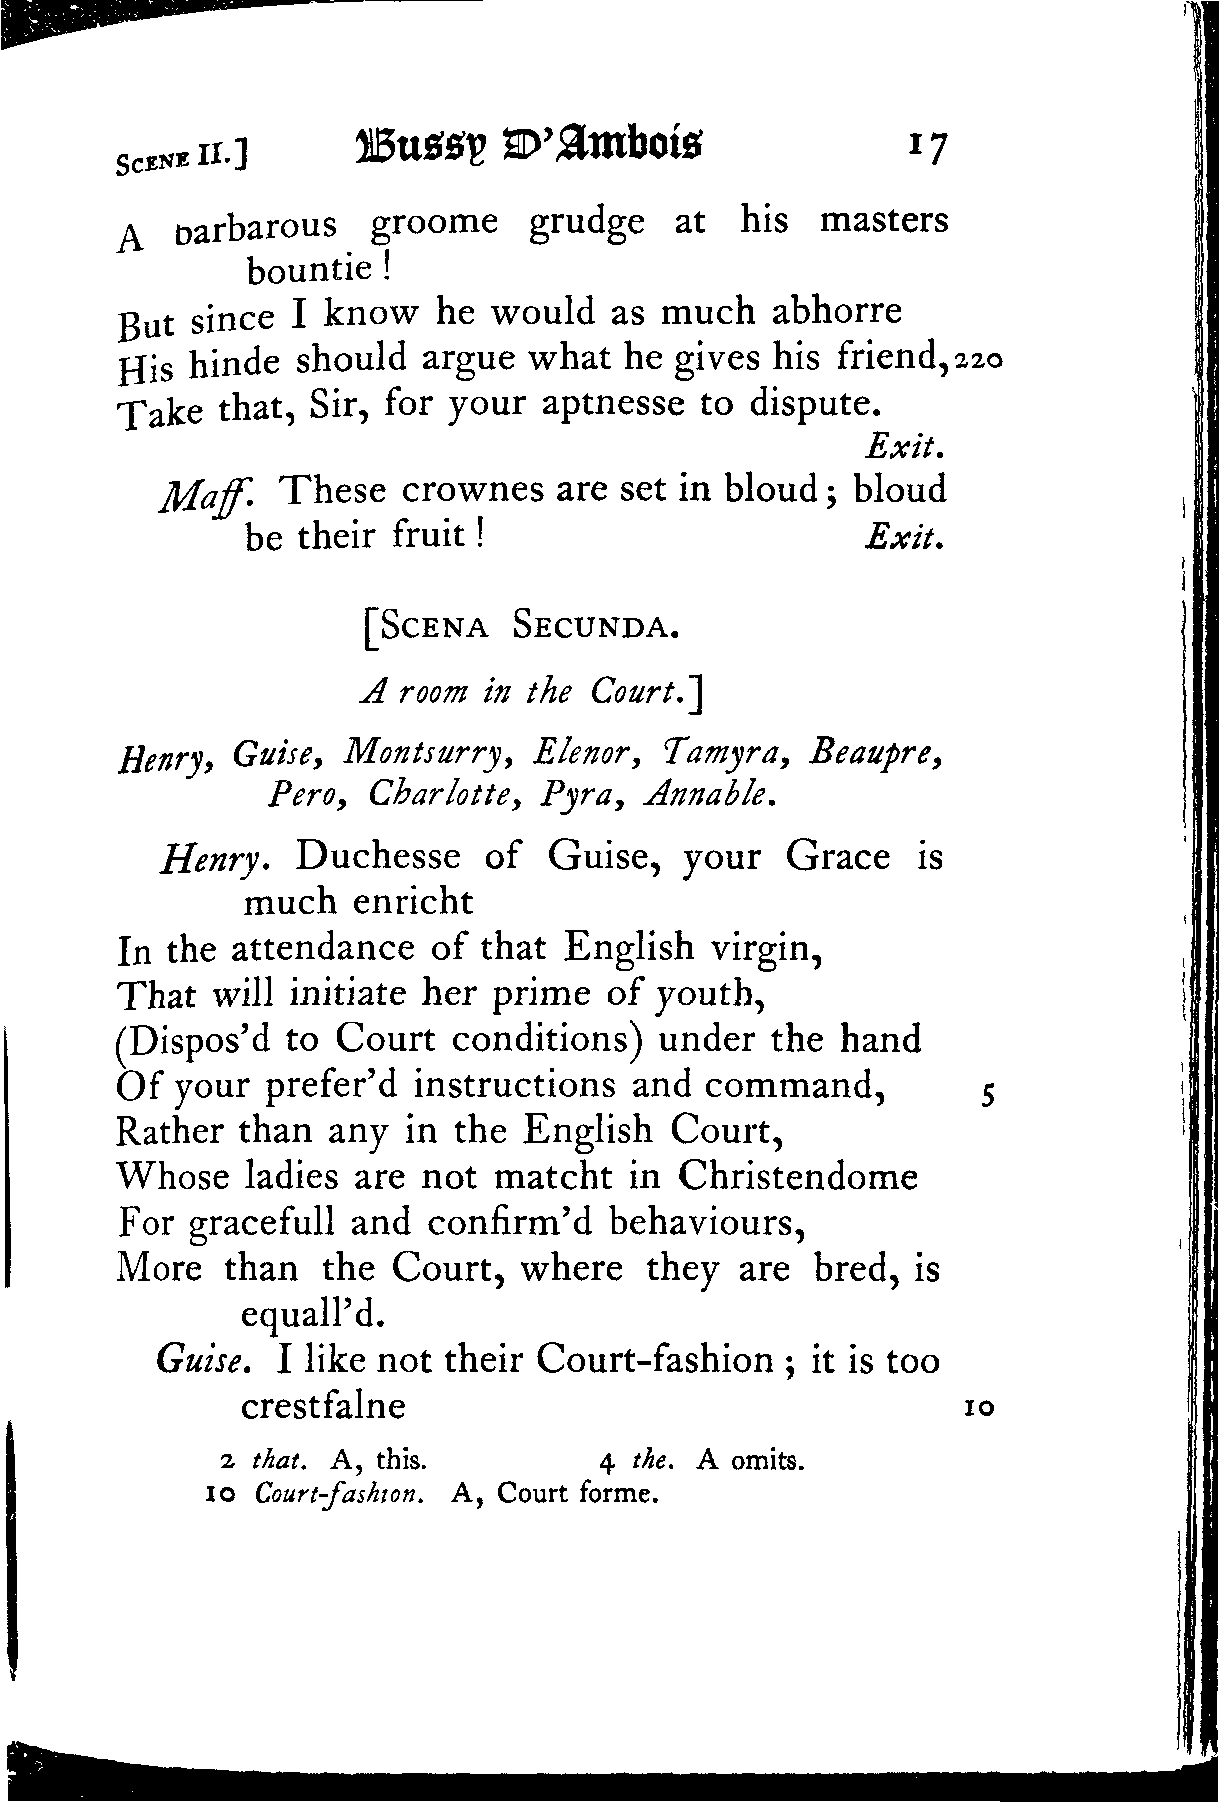 SCENE II.] Bussy D'Ambois 17
A barbarous groome grudge at his masters
bountie !
But since I know he would as much abhorre
His hinde should argue what he gives his friend, 220
Take that, Sir, for your aptnesse to dispute.
Exit.
Maff. These crownes are set in bloud ; bloud
be their fruit ! Exit.
[SCENA SECUNDA.
A room in the Court.]
Henry, Guise, Montsurry, Elenor, Tamyra, Beaupre,
Pero, Charlotte, Pyra, Annable.
Henry. Duchesse of Guise, your Grace is
much enricht
In the attendance of that English virgin,
That will initiate her prime of youth,
(Dispos'd to Court conditions) under the hand
Of your prefer'd instructions and command, 5
Rather than any in the English Court,
Whose ladies are not matcht in Christendome
For gracefull and confirm'd behaviours,
More than the Court, where they are bred, is
equall'd.
Guise. I like not their Court-fashion ; it is too
crestfalne 10
2 that. A, this. 4 the. A omits.
10 Court-fashion. A, Court forme.